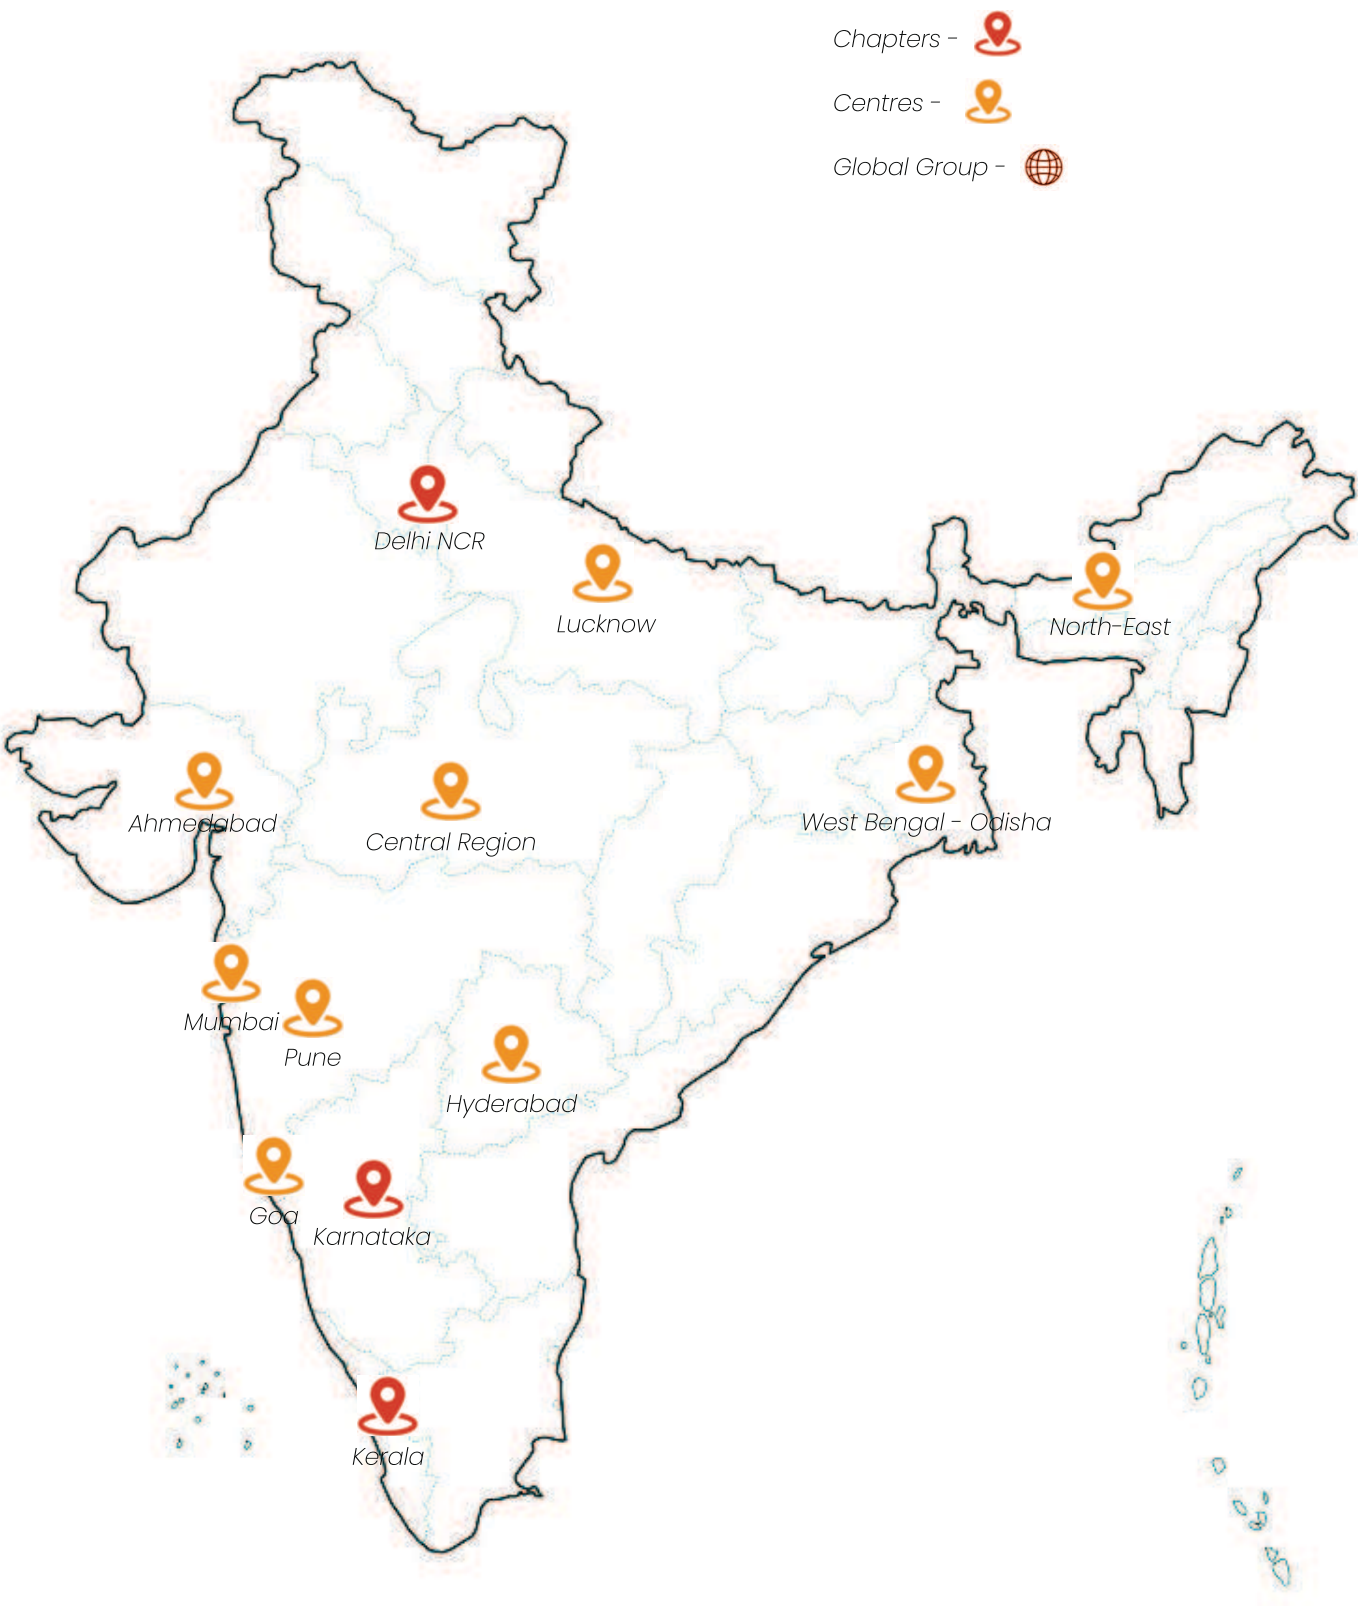 Chapters -
Centres -
Global Group -
Delhi NCR
Lucknow
North-East
Ahmedabad
Central Region
West Bengal - Odisha
Mumbai
Pune
Hyderabad
Goa
Karnataka
Kerala